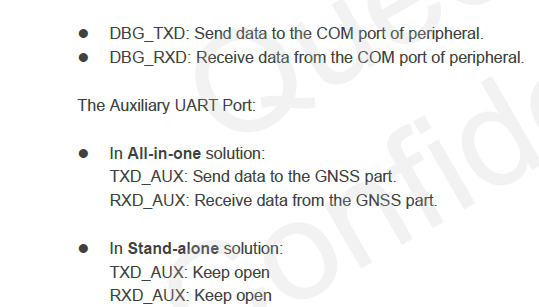 ● DBG_TXD: Send data to the COM port of peripheral.
● DBG_RXD: Receive data from the COM port of peripheral.
The Auxiliary UART Port:
● In All-in-one solution:
TXD_AUX: Send data to the GNSS part.
RXD_AUX: Receive data from the GNSS part.
● In Stand-alone solution:
TXD_AUX: Keep open
RXD_AUX: Keep open